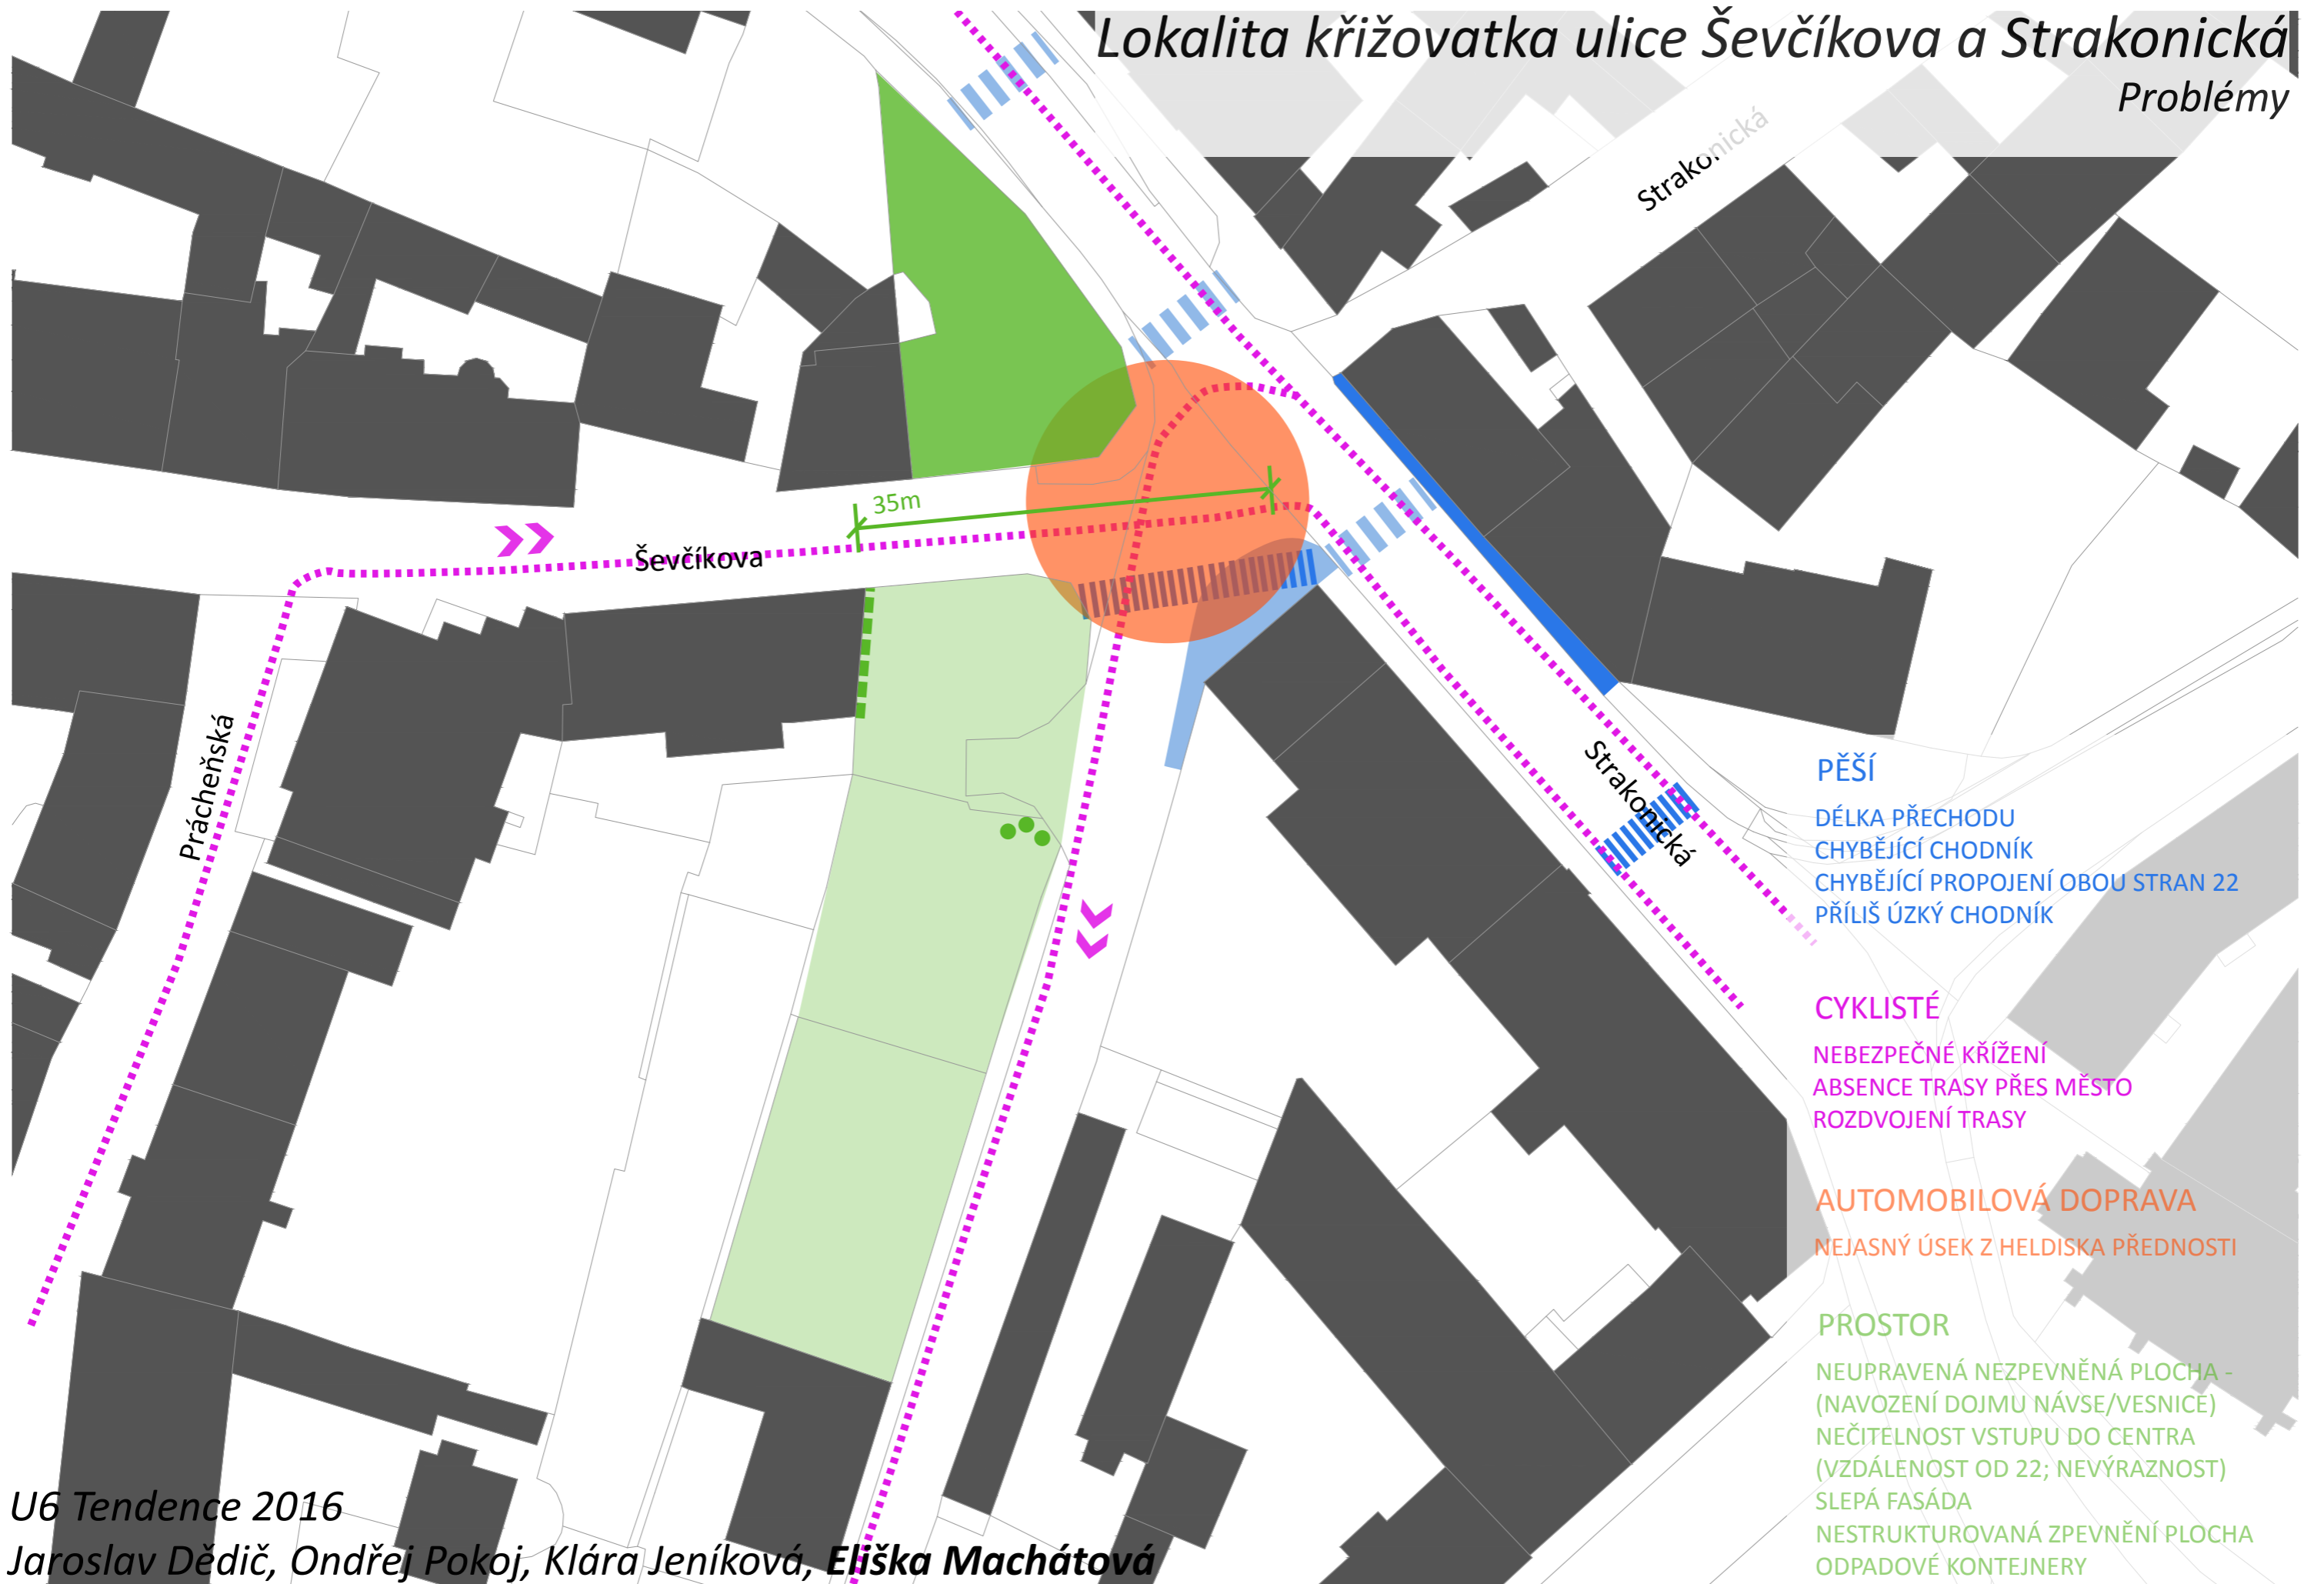 Lokalita křižovatka ulice Ševčíkova a Strakonická
Problémy
Strakonická
35m
Ševčíkova
Prácheňská
Strakonická
PĚŠÍ
DÉLKA PŘECHODU
CHYBĚJÍCÍ CHODNÍK
CHYBĚJÍCÍ PROPOJENÍ OBOU STRAN 22
PŘÍLIŠ ÚZKÝ CHODNÍK
CYKLISTÉ
NEBEZPEČNÉ KŘÍŽENÍ
ABSENCE TRASY PŘES MĚSTO
ROZDVOJENÍ TRASY
AUTOMOBILOVÁ DOPRAVA
NEJASNÝ ÚSEK Z HELDISKA PŘEDNOSTI
PROSTOR
NEUPRAVENÁ NEZPEVNĚNÁ PLOCHA -
(NAVOZENÍ DOJMU NÁVSE/VESNICE)
NEČITELNOST VSTUPU DO CENTRA
(VZDÁLENOST OD 22; NEVÝRAZNOST)
SLEPÁ FASÁDA
NESTRUKTUROVANÁ ZPEVNĚNÍ PLOCHA
ODPADOVÉ KONTEJNERY
U6 Tendence 2016
Jaroslav Dědič, Ondřej Pokoj, Klára Jeníková, Eliška Machátová